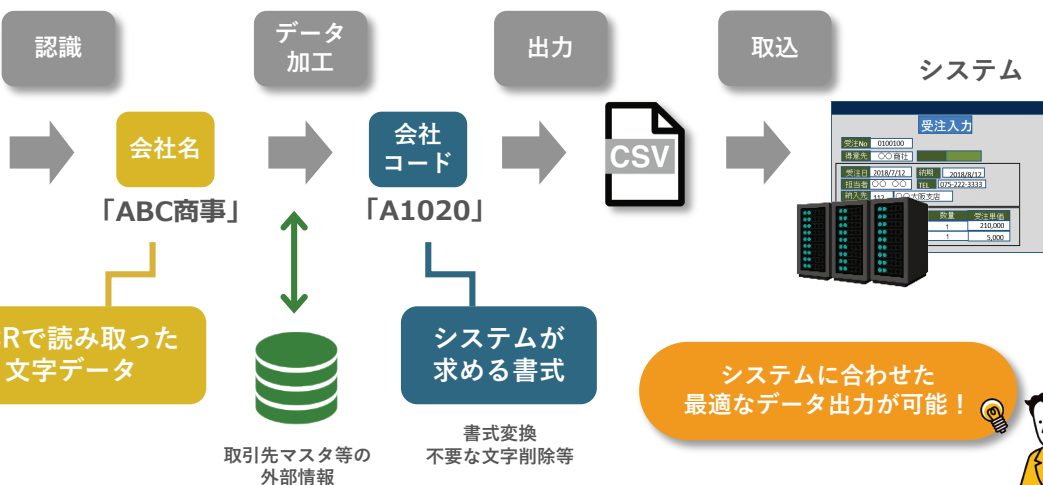 認識
データ
加工
出力
取込
システム
会社名
会社
コード
CSV
「ABC商事」
「A1020」
受注入力
受注No 0100100
得意先 〇〇商社
受注日 2018/7/12 納期 2018/8/12
担当者 〇〇 〇〇 TEL 075-222-3333
納入先 112 〇〇大阪支店
数量 受注単価
1 210,000
1 5,000
Rで読み取った
文字データ
システムが
求める書式
システムに合わせた
最適なデータ出力が可能！
取引先マスタ等の
外部情報
書式変換
不要な文字削除等